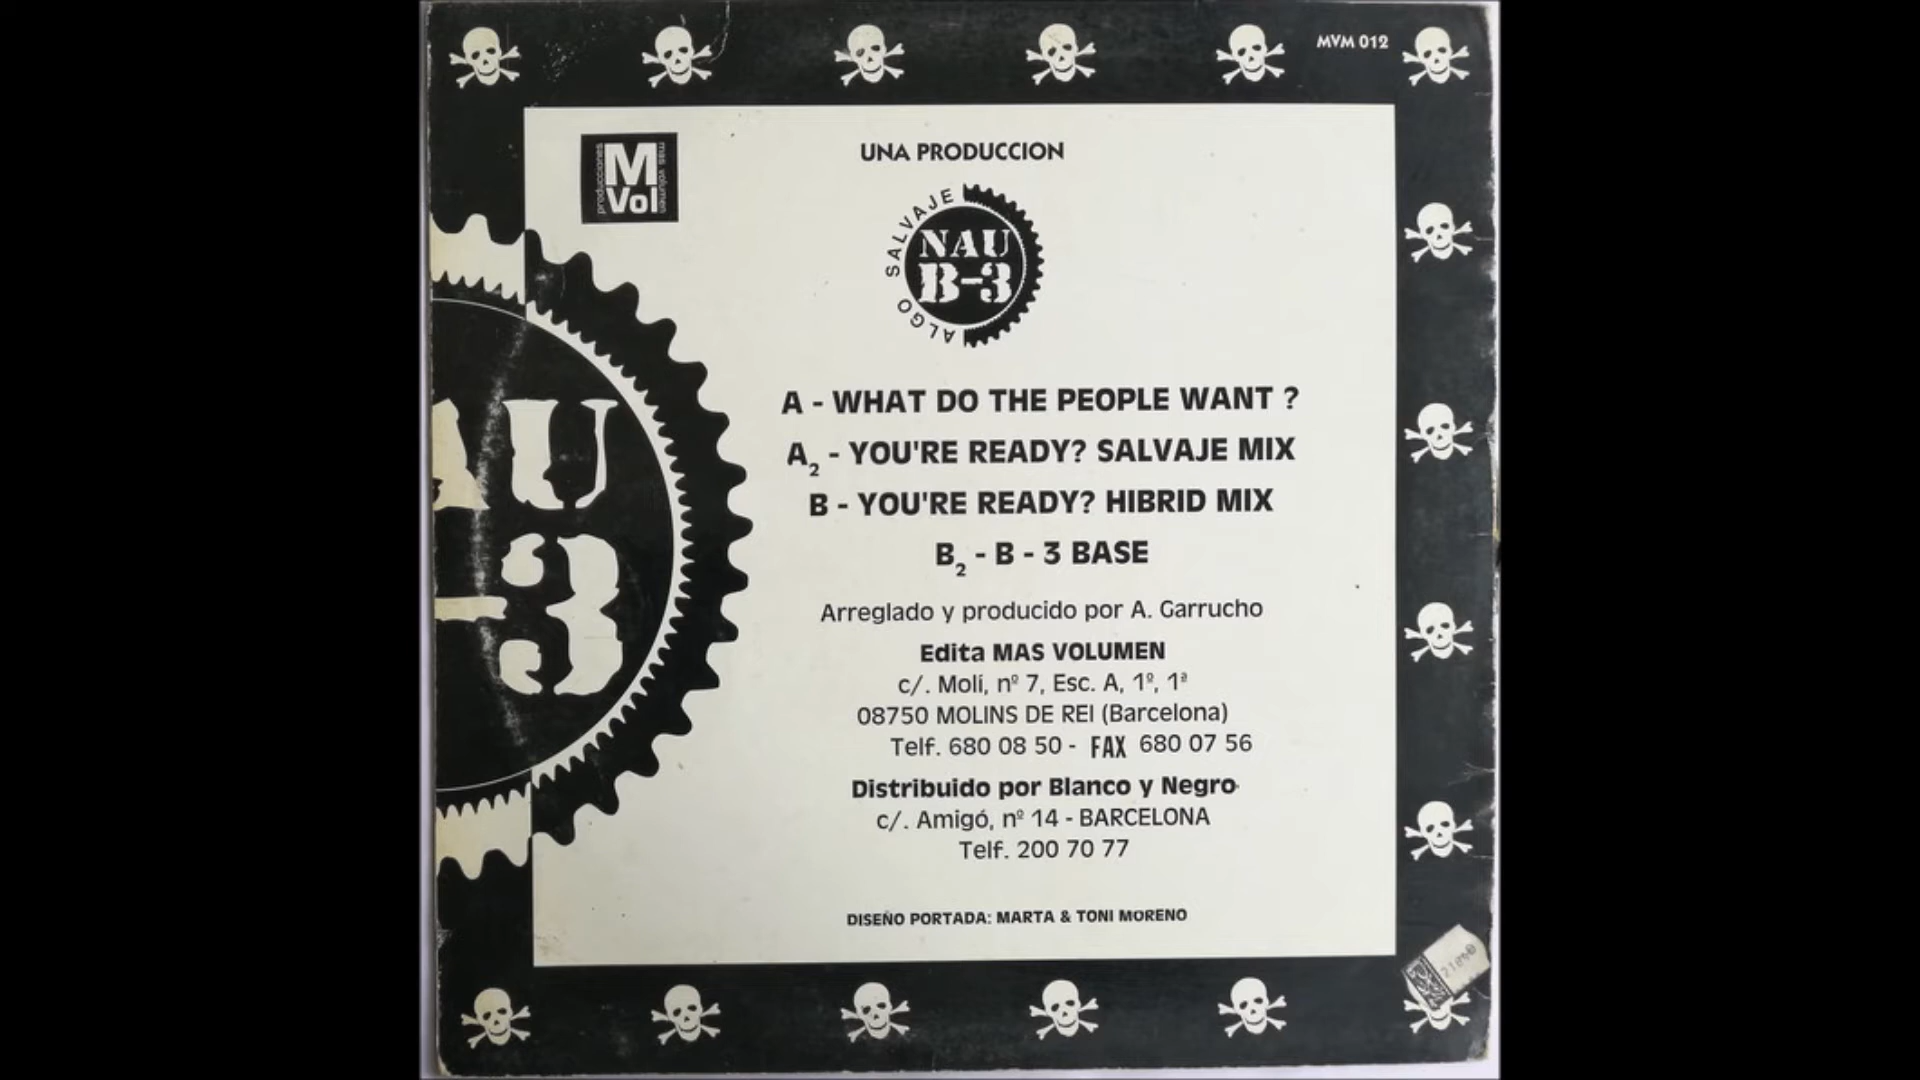 MVM 012
producciones
M
Vol
mas volumen
UNA PRODUCCION
ALGO SALVAJE
NAU
B-3
AU
-3
A - WHAT DO THE PEOPLE WANT ?
A2 - YOU'RE READY? SALVAJE MIX
B - YOU'RE READY? HIBRID MIX
B2 - B - 3 BASE
Arreglado y producido por A. Garrucho
Edita MAS VOLUMEN
c/. Molí, nº 7, Esc. A, 1º, 1ª
08750 MOLINS DE REI (Barcelona)
Telf. 680 08 50 - FAX 680 07 56
Distribuido por Blanco y Negro
c/. Amigó, nº 14 - BARCELONA
Telf. 200 70 77
DISEÑO PORTADA: MARTA & TONI MORENO